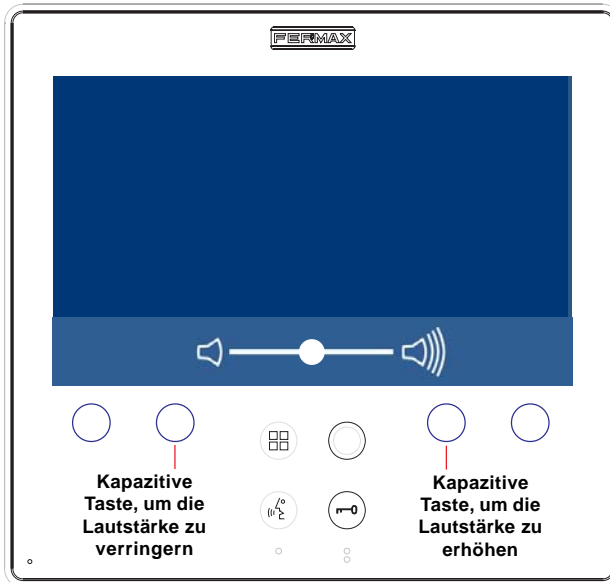 FERMAX
Kapazitive
Taste, um die
Lautstärke zu
verringern
Kapazitive
Taste, um die
Lautstärke zu
erhöhen